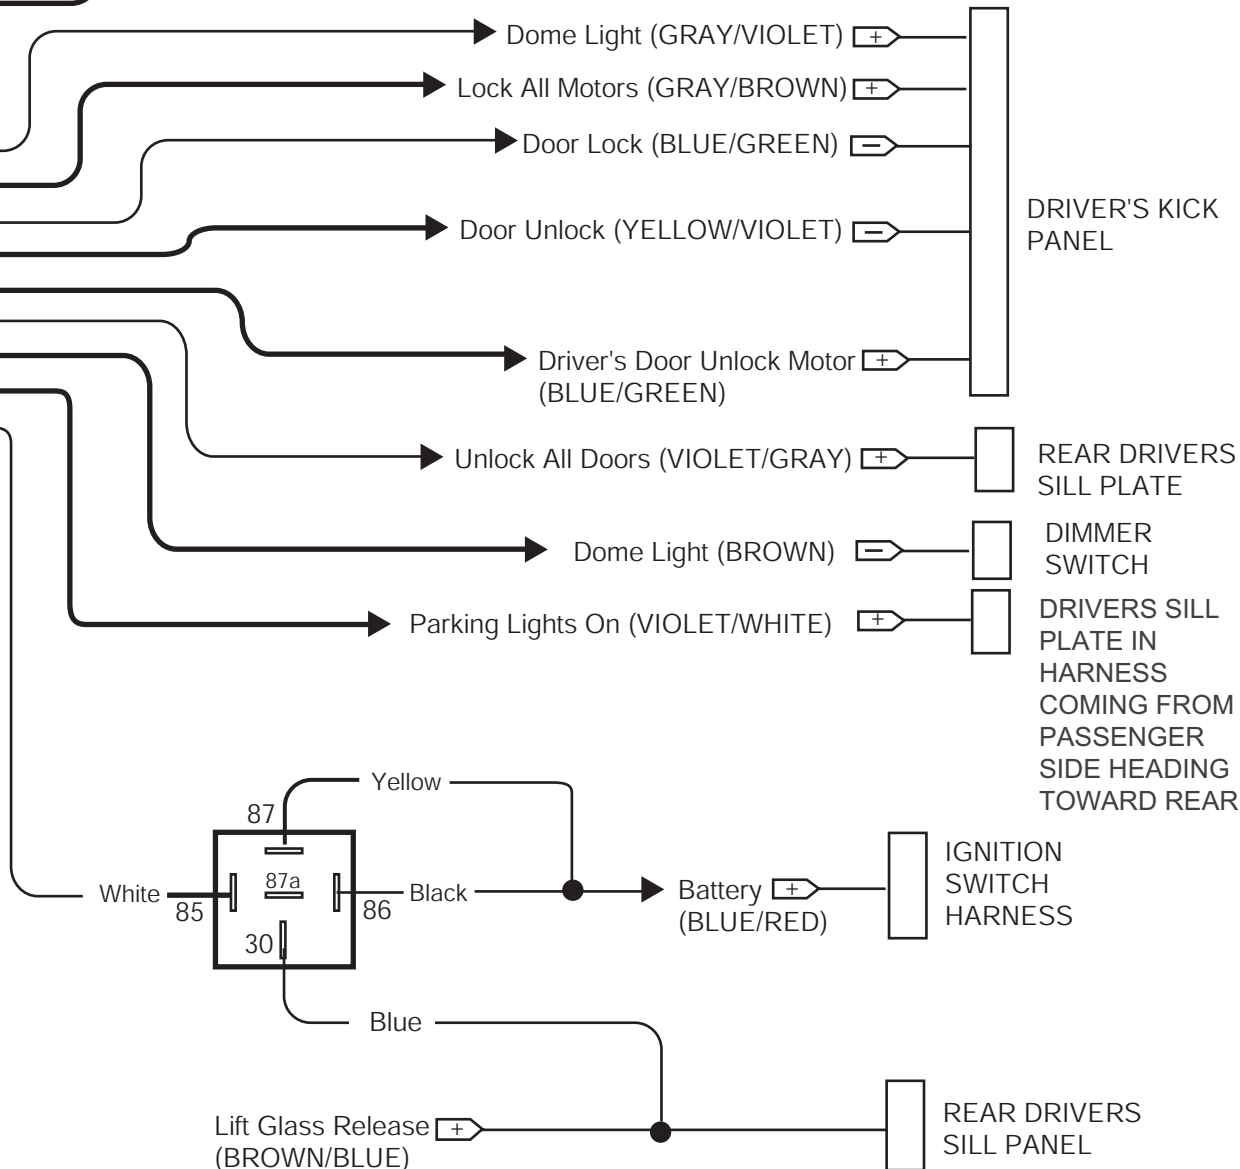 Dome Light (GRAY/VIOLET) +
Lock All Motors (GRAY/BROWN) +
Door Lock (BLUE/GREEN) −
Door Unlock (YELLOW/VIOLET) −
DRIVER'S KICK
PANEL
Driver's Door Unlock Motor +
(BLUE/GREEN)
Unlock All Doors (VIOLET/GRAY) +
REAR DRIVERS
SILL PLATE
Dome Light (BROWN) −
DIMMER
SWITCH
Parking Lights On (VIOLET/WHITE) +
DRIVERS SILL
PLATE IN
HARNESS
COMING FROM
PASSENGER
SIDE HEADING
TOWARD REAR
Yellow
87
87a
White
85
86
Black
30
Battery +
(BLUE/RED)
IGNITION
SWITCH
HARNESS
Blue
Lift Glass Release +
(BROWN/BLUE)
REAR DRIVERS
SILL PANEL